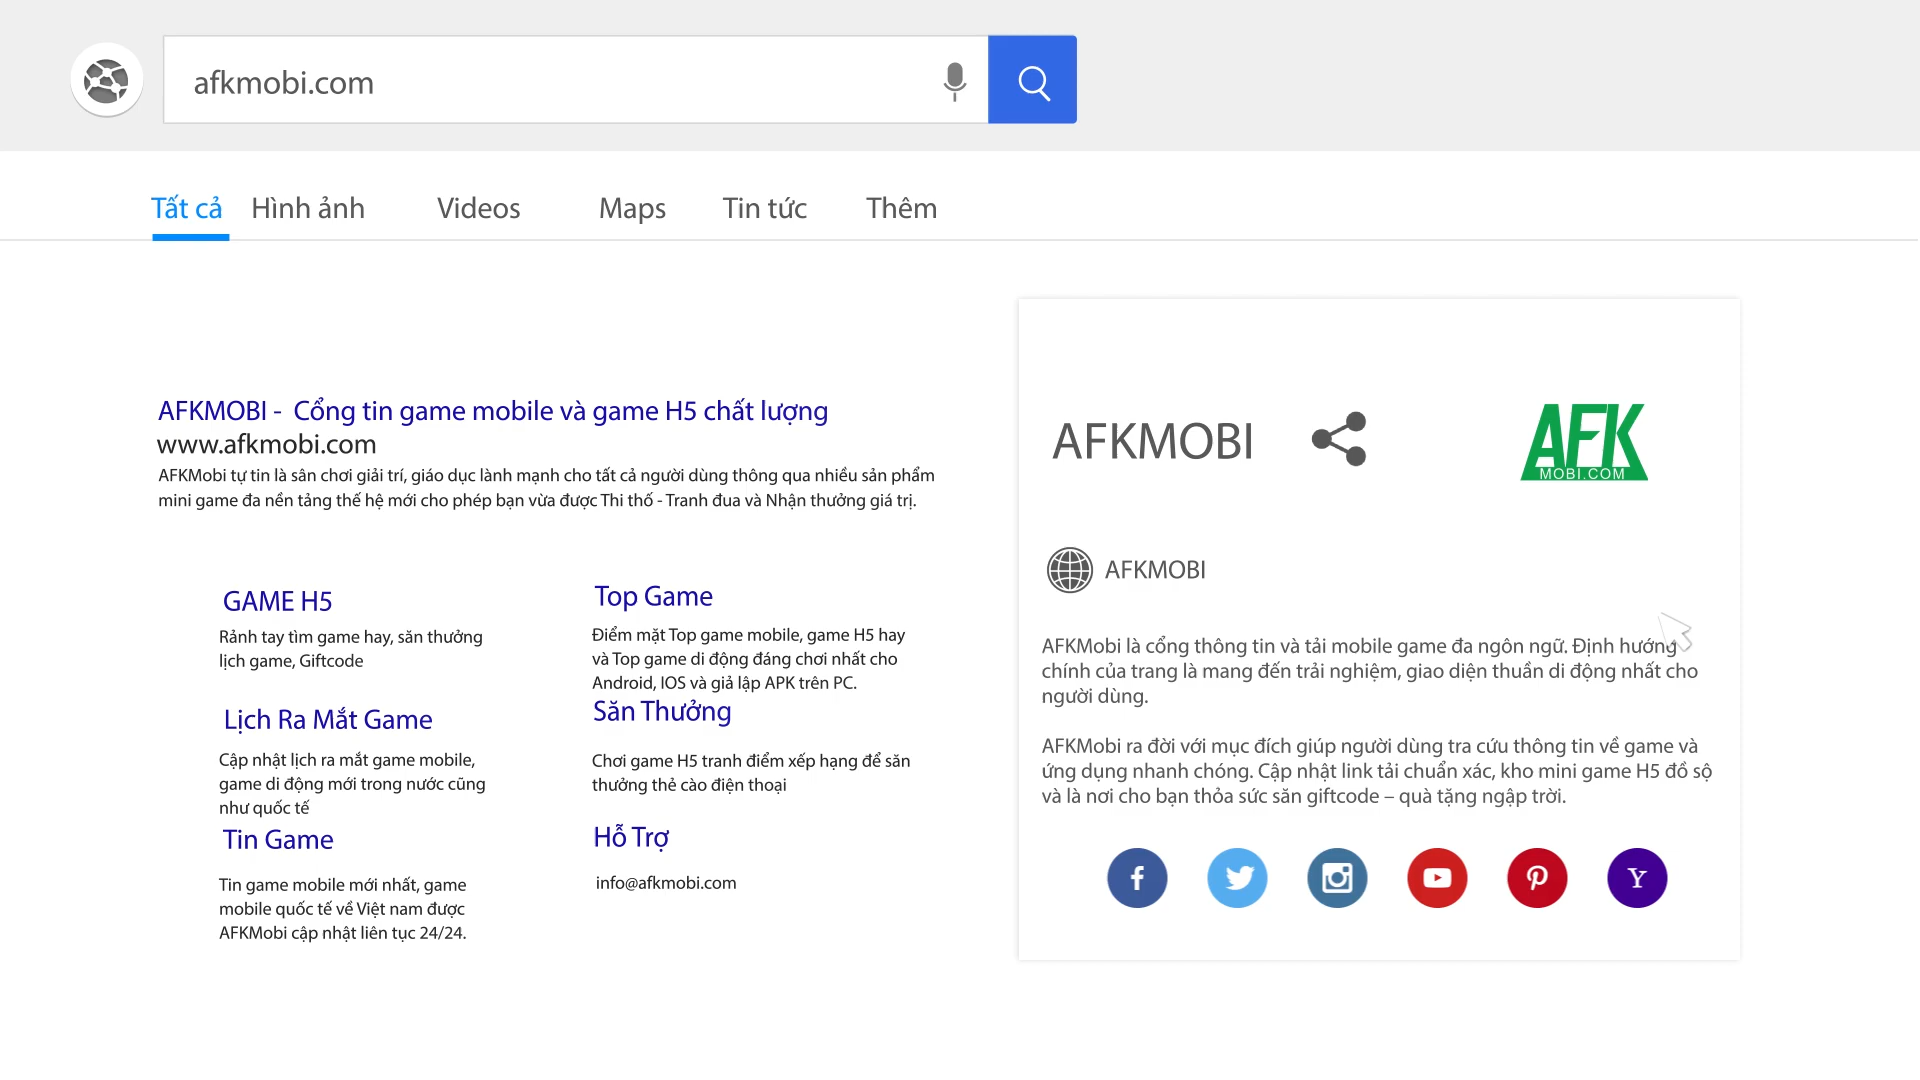 afkmobi.com
Tất cả Hình ảnh Videos Maps Tin tức Thêm
AFKMOBI - Cổng tin game mobile và game H5 chất lượng
www.afkmobi.com
AFKMobi tự tin là sân chơi giải trí, giáo dục lành mạnh cho tất cả người dùng thông qua nhiều sản phẩm
mini game đa nền tảng thế hệ mới cho phép bạn vừa được Thi thố - Tranh đua và Nhận thưởng giá trị.
GAME H5
Rảnh tay tìm game hay, săn thưởng
lịch game, Giftcode
Lịch Ra Mắt Game
Cập nhật lịch ra mắt game mobile,
game di động mới trong nước cũng
như quốc tế
Tin Game
Tin game mobile mới nhất, game
mobile quốc tế về Việt nam được
AFKMobi cập nhật liên tục 24/24.
Top Game
Điểm mặt Top game mobile, game H5 hay
và Top game di động đáng chơi nhất cho
Android, IOS và giả lập APK trên PC.
Săn Thưởng
Chơi game H5 tranh điểm xếp hạng để săn
thưởng thẻ cào điện thoại
Hỗ Trợ
info@afkmobi.com
AFKMOBI
AFK
MOBI.COM
AFKMOBI
AFKMobi là cổng thông tin và tải mobile game đa ngôn ngữ. Định hướng
chính của trang là mang đến trải nghiệm, giao diện thuần di động nhất cho
người dùng.
AFKMobi ra đời với mục đích giúp người dùng tra cứu thông tin về game và
ứng dụng nhanh chóng. Cập nhật link tải chuẩn xác, kho mini game H5 đồ sộ
và là nơi cho bạn thỏa sức săn giftcode – quà tặng ngập trời.